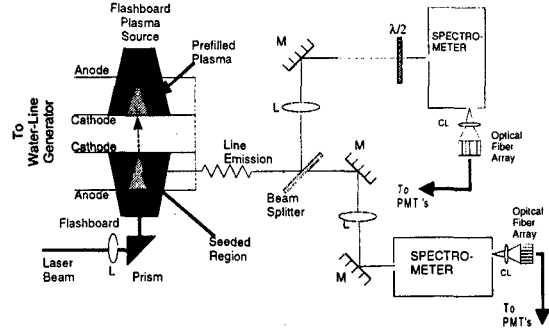 Flashboard
Plasma
Source
Prefilled
Plasma
Anode
Cathode
Cathode
Anode
To
Water-Line
Generator
Flashboard
Laser
Beam
L
Prism
Seeded
Region
Line
Emission
Beam
Splitter
M
L
λ/2
SPECTRO-
METER
CL
Optical
Fiber
Array
To
PMT's
M
L
M
SPECTRO-
METER
CL
Optical
Fiber
Array
To
PMT's